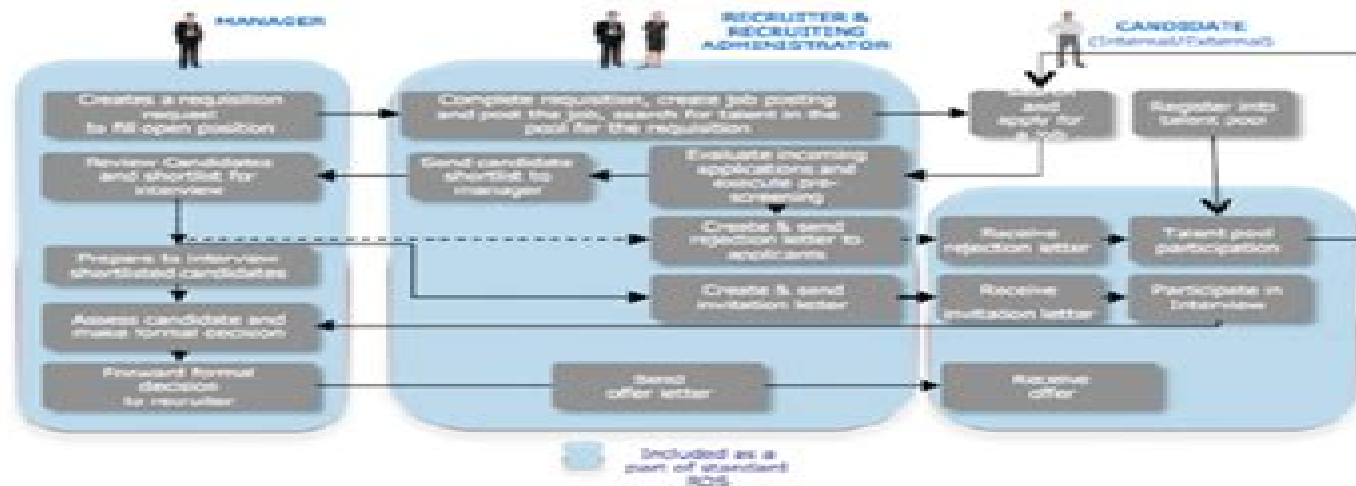 MANAGER
RECRUITER &
RECRUITING
ADMINISTRATOR
CANDIDATE
(Internal/External)
Creates a requisition
request
to fill open position
Complete requisition, create job posting
and post the job, search for talent in the
pool for the requisition
and
apply for
a job
Register into
talent pool
Review Candidates
and shortlist for
interview
Send candidate
shortlist to
manager
Evaluate incoming
applications and
execute pre-
screening
Create & send
rejection letter to
applicants
Receive
rejection letter
Talent pool
participation
Prepare to interview
shortlisted candidates
Create & send
invitation letter
Receive
invitation letter
Participate in
Interview
Assess candidate and
make formal decision
Forward formal
decision
to recruiter
Send
offer letter
Receive
offer
Included as a
part of standard